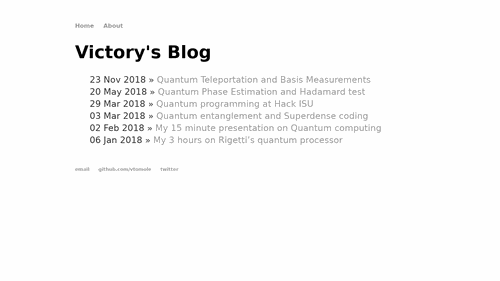 Home About
Victory's Blog
23 Nov 2018 » Quantum Teleportation and Basis Measurements
20 May 2018 » Quantum Phase Estimation and Hadamard test
29 Mar 2018 » Quantum programming at Hack ISU
03 Mar 2018 » Quantum entanglement and Superdense coding
02 Feb 2018 » My 15 minute presentation on Quantum computing
06 Jan 2018 » My 3 hours on Rigetti's quantum processor
email github.com/vtomole twitter